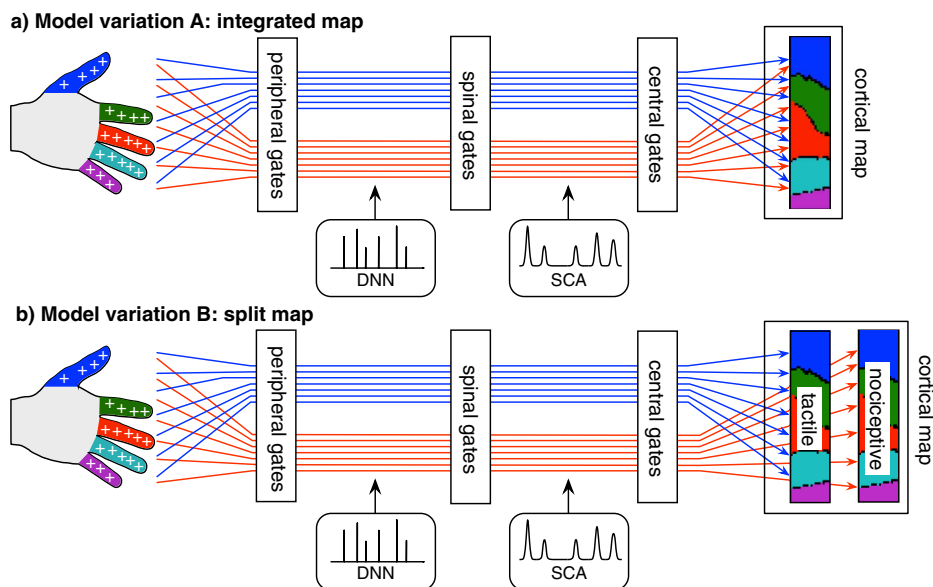 a) Model variation A: integrated map
peripheral gates
spinal gates
central gates
cortical map
DNN
SCA
b) Model variation B: split map
peripheral gates
spinal gates
central gates
tactile
nociceptive
cortical map
DNN
SCA